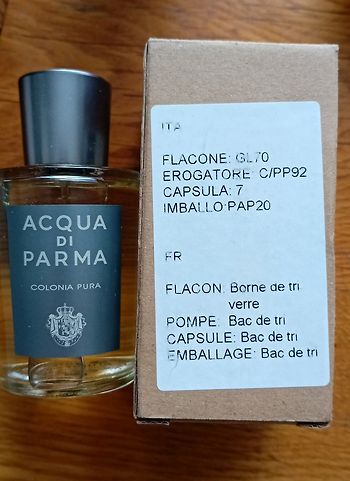 ACQUA
DI
PARMA
COLONIA PURA
ITA
FLACONE: GL70
EROGATORE: C/PP92
CAPSULA: 7
IMBALLO:PAP20
FR
FLACON: Borne de tri
verre
POMPE: Bac de tri
CAPSULE: Bac de tri
EMBALLAGE: Bac de tri